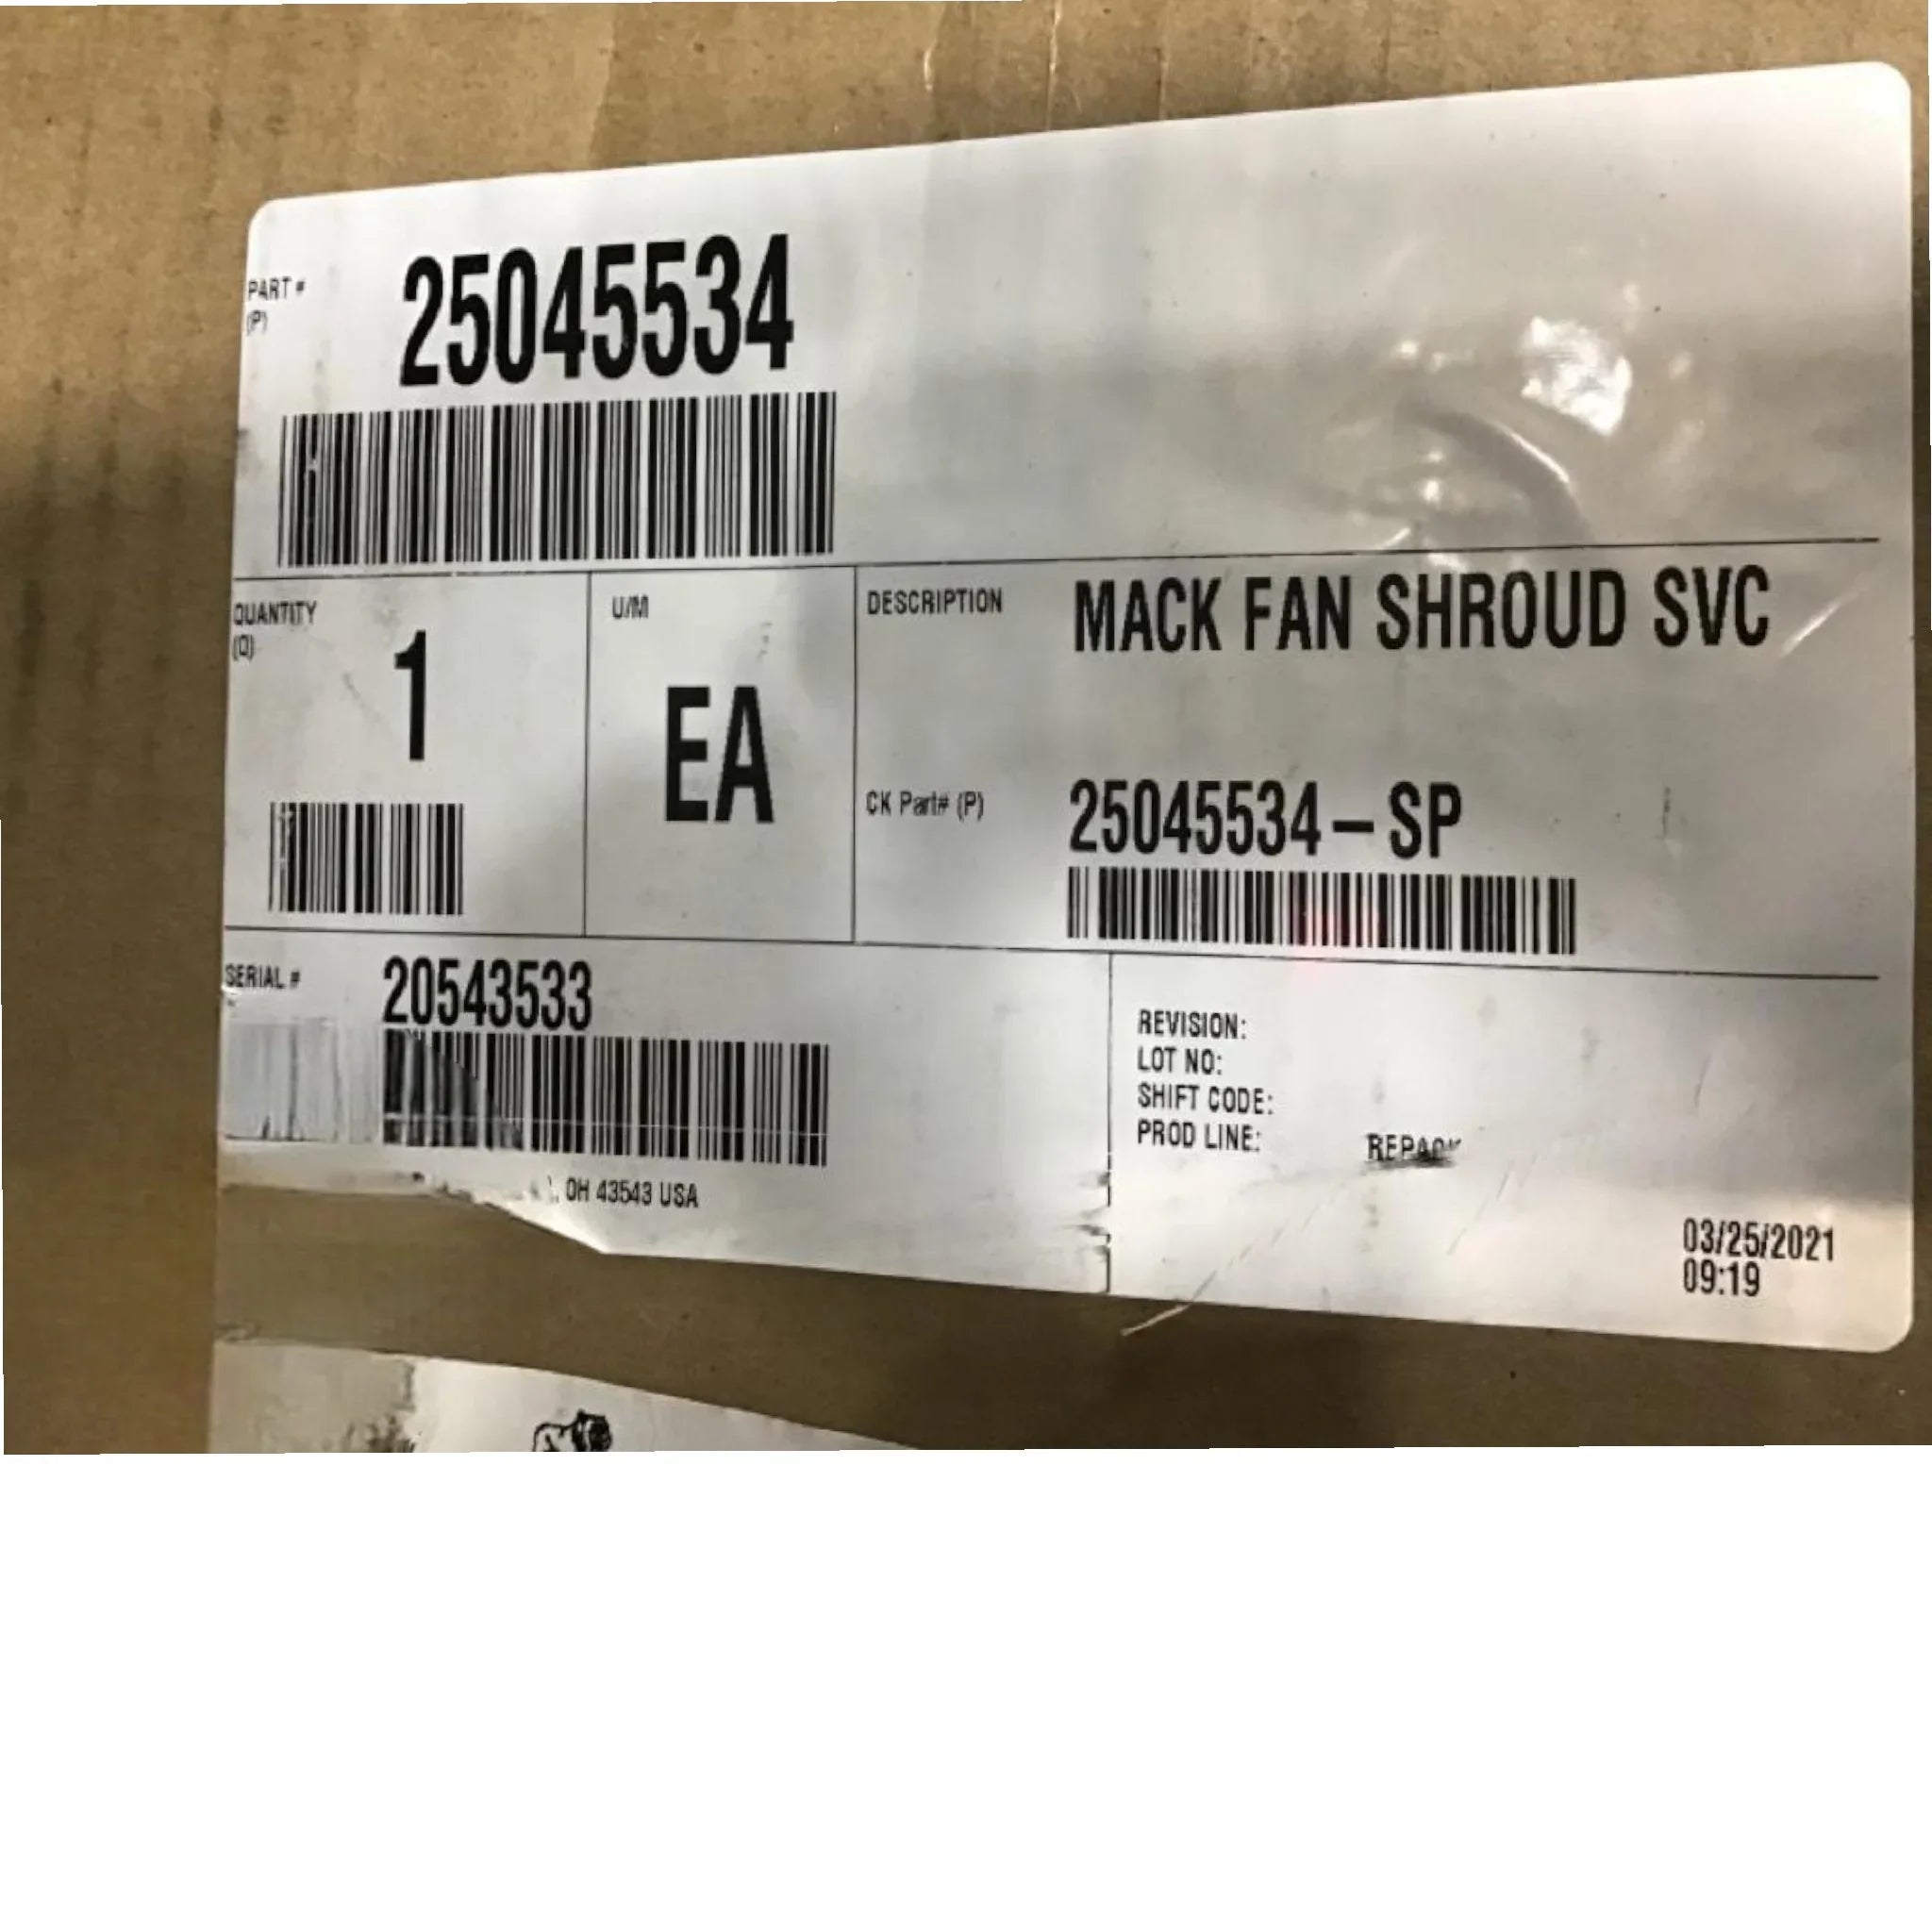 PART # 25045534
(P)
QUANTITY
(Q)
1
U/M
EA
DESCRIPTION MACK FAN SHROUD SVC
CK Part# (P) 25045534-SP
SERIAL # 20543533
OH 43543 USA
REVISION:
LOT NO:
SHIFT CODE:
PROD LINE: REPACK
03/25/2021
09:19